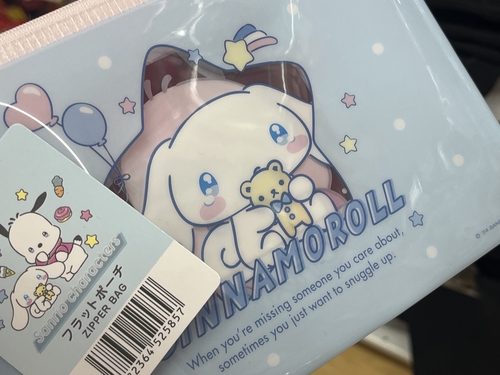 CINNAMOROLL
When you're missing someone you care about,
sometimes you just want to snuggle up.
Sanrio characters
フラットポーチ
ZIPPER BAG